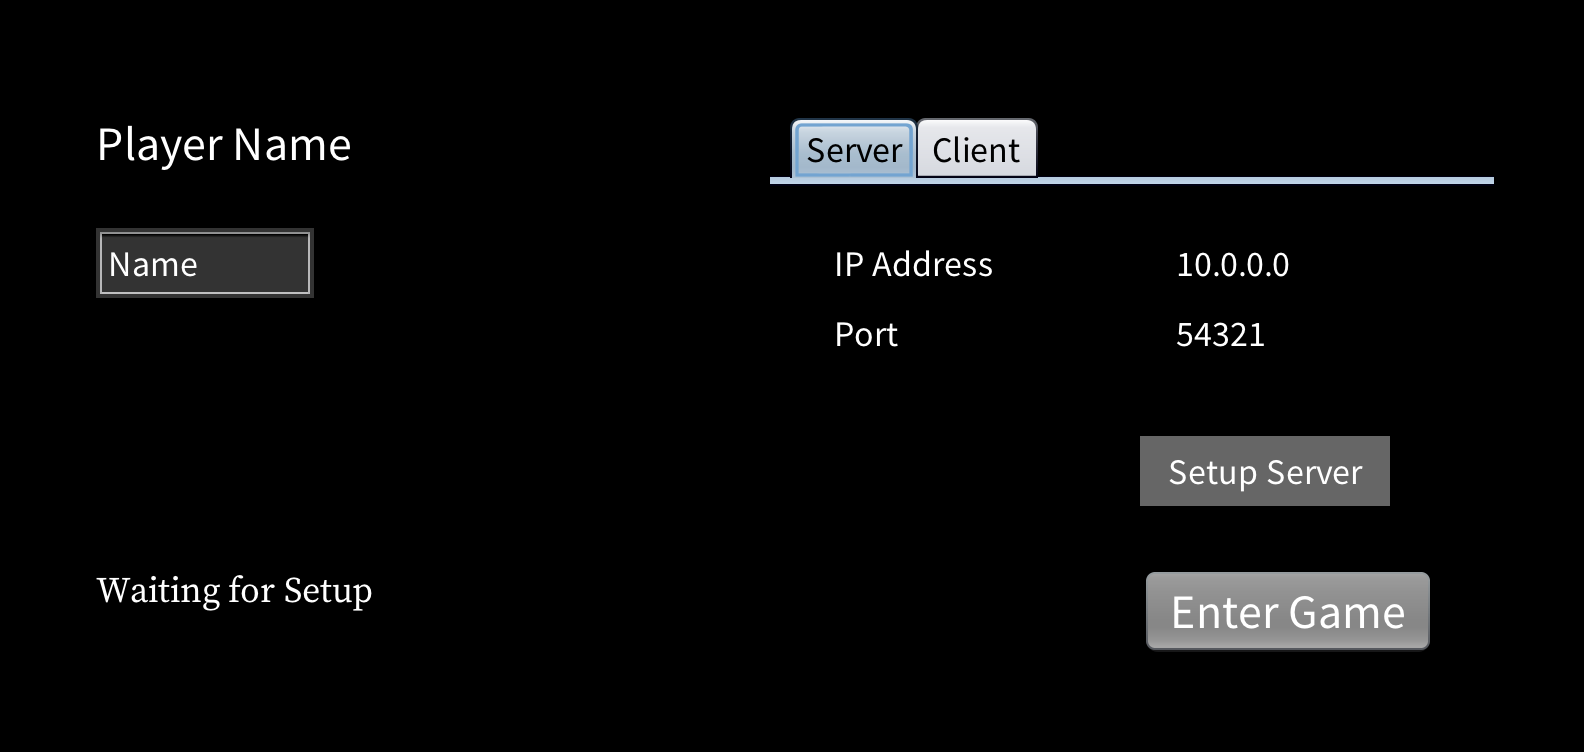 Player Name
Name
Waiting for Setup
Server Client
IP Address 10.0.0.0
Port 54321
Setup Server
Enter Game